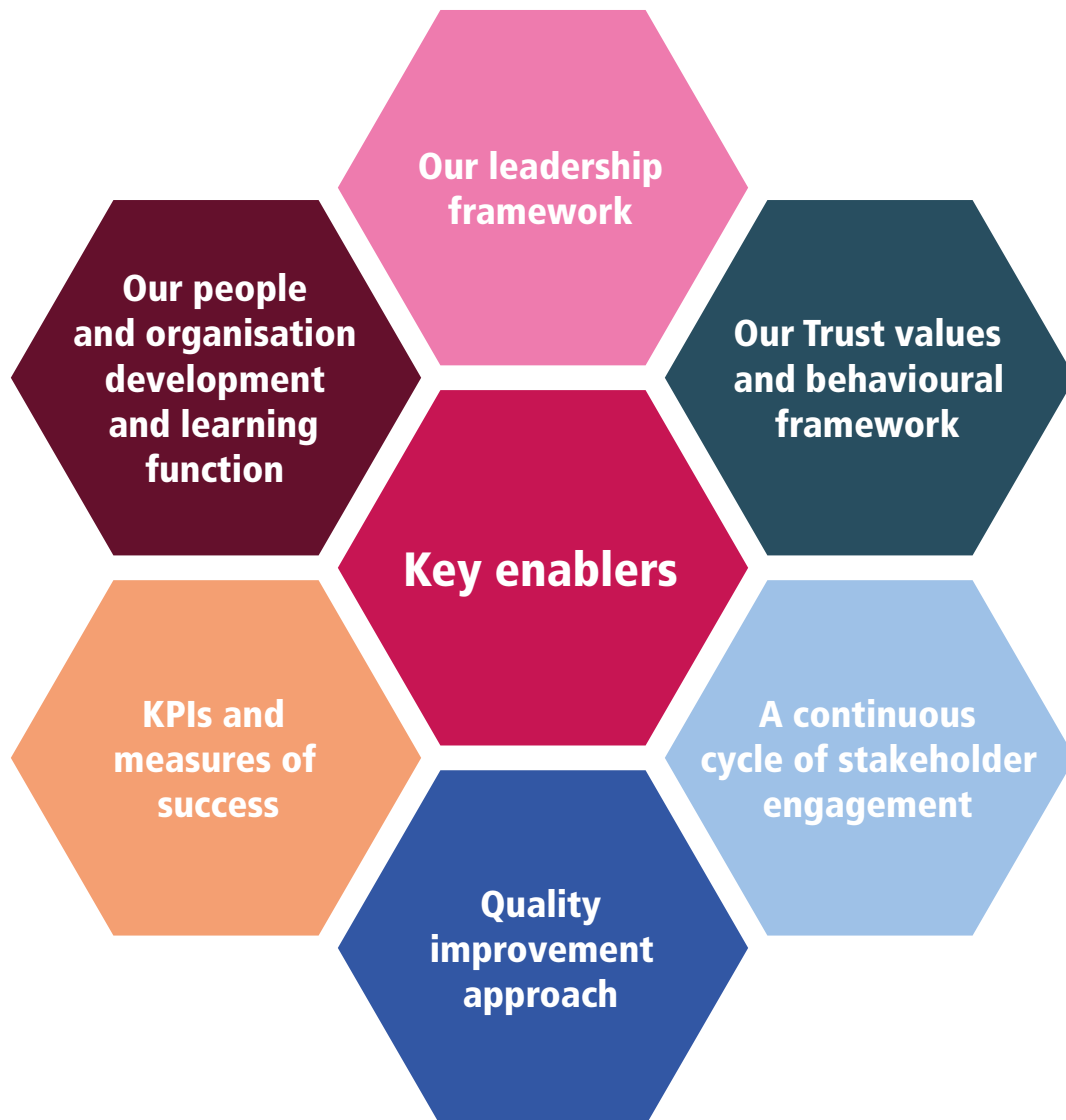 Our leadership
framework
Our people
and organisation
development
and learning
function
Our Trust values
and behavioural
framework
Key enablers
KPIs and
measures of
success
A continuous
cycle of stakeholder
engagement
Quality
improvement
approach